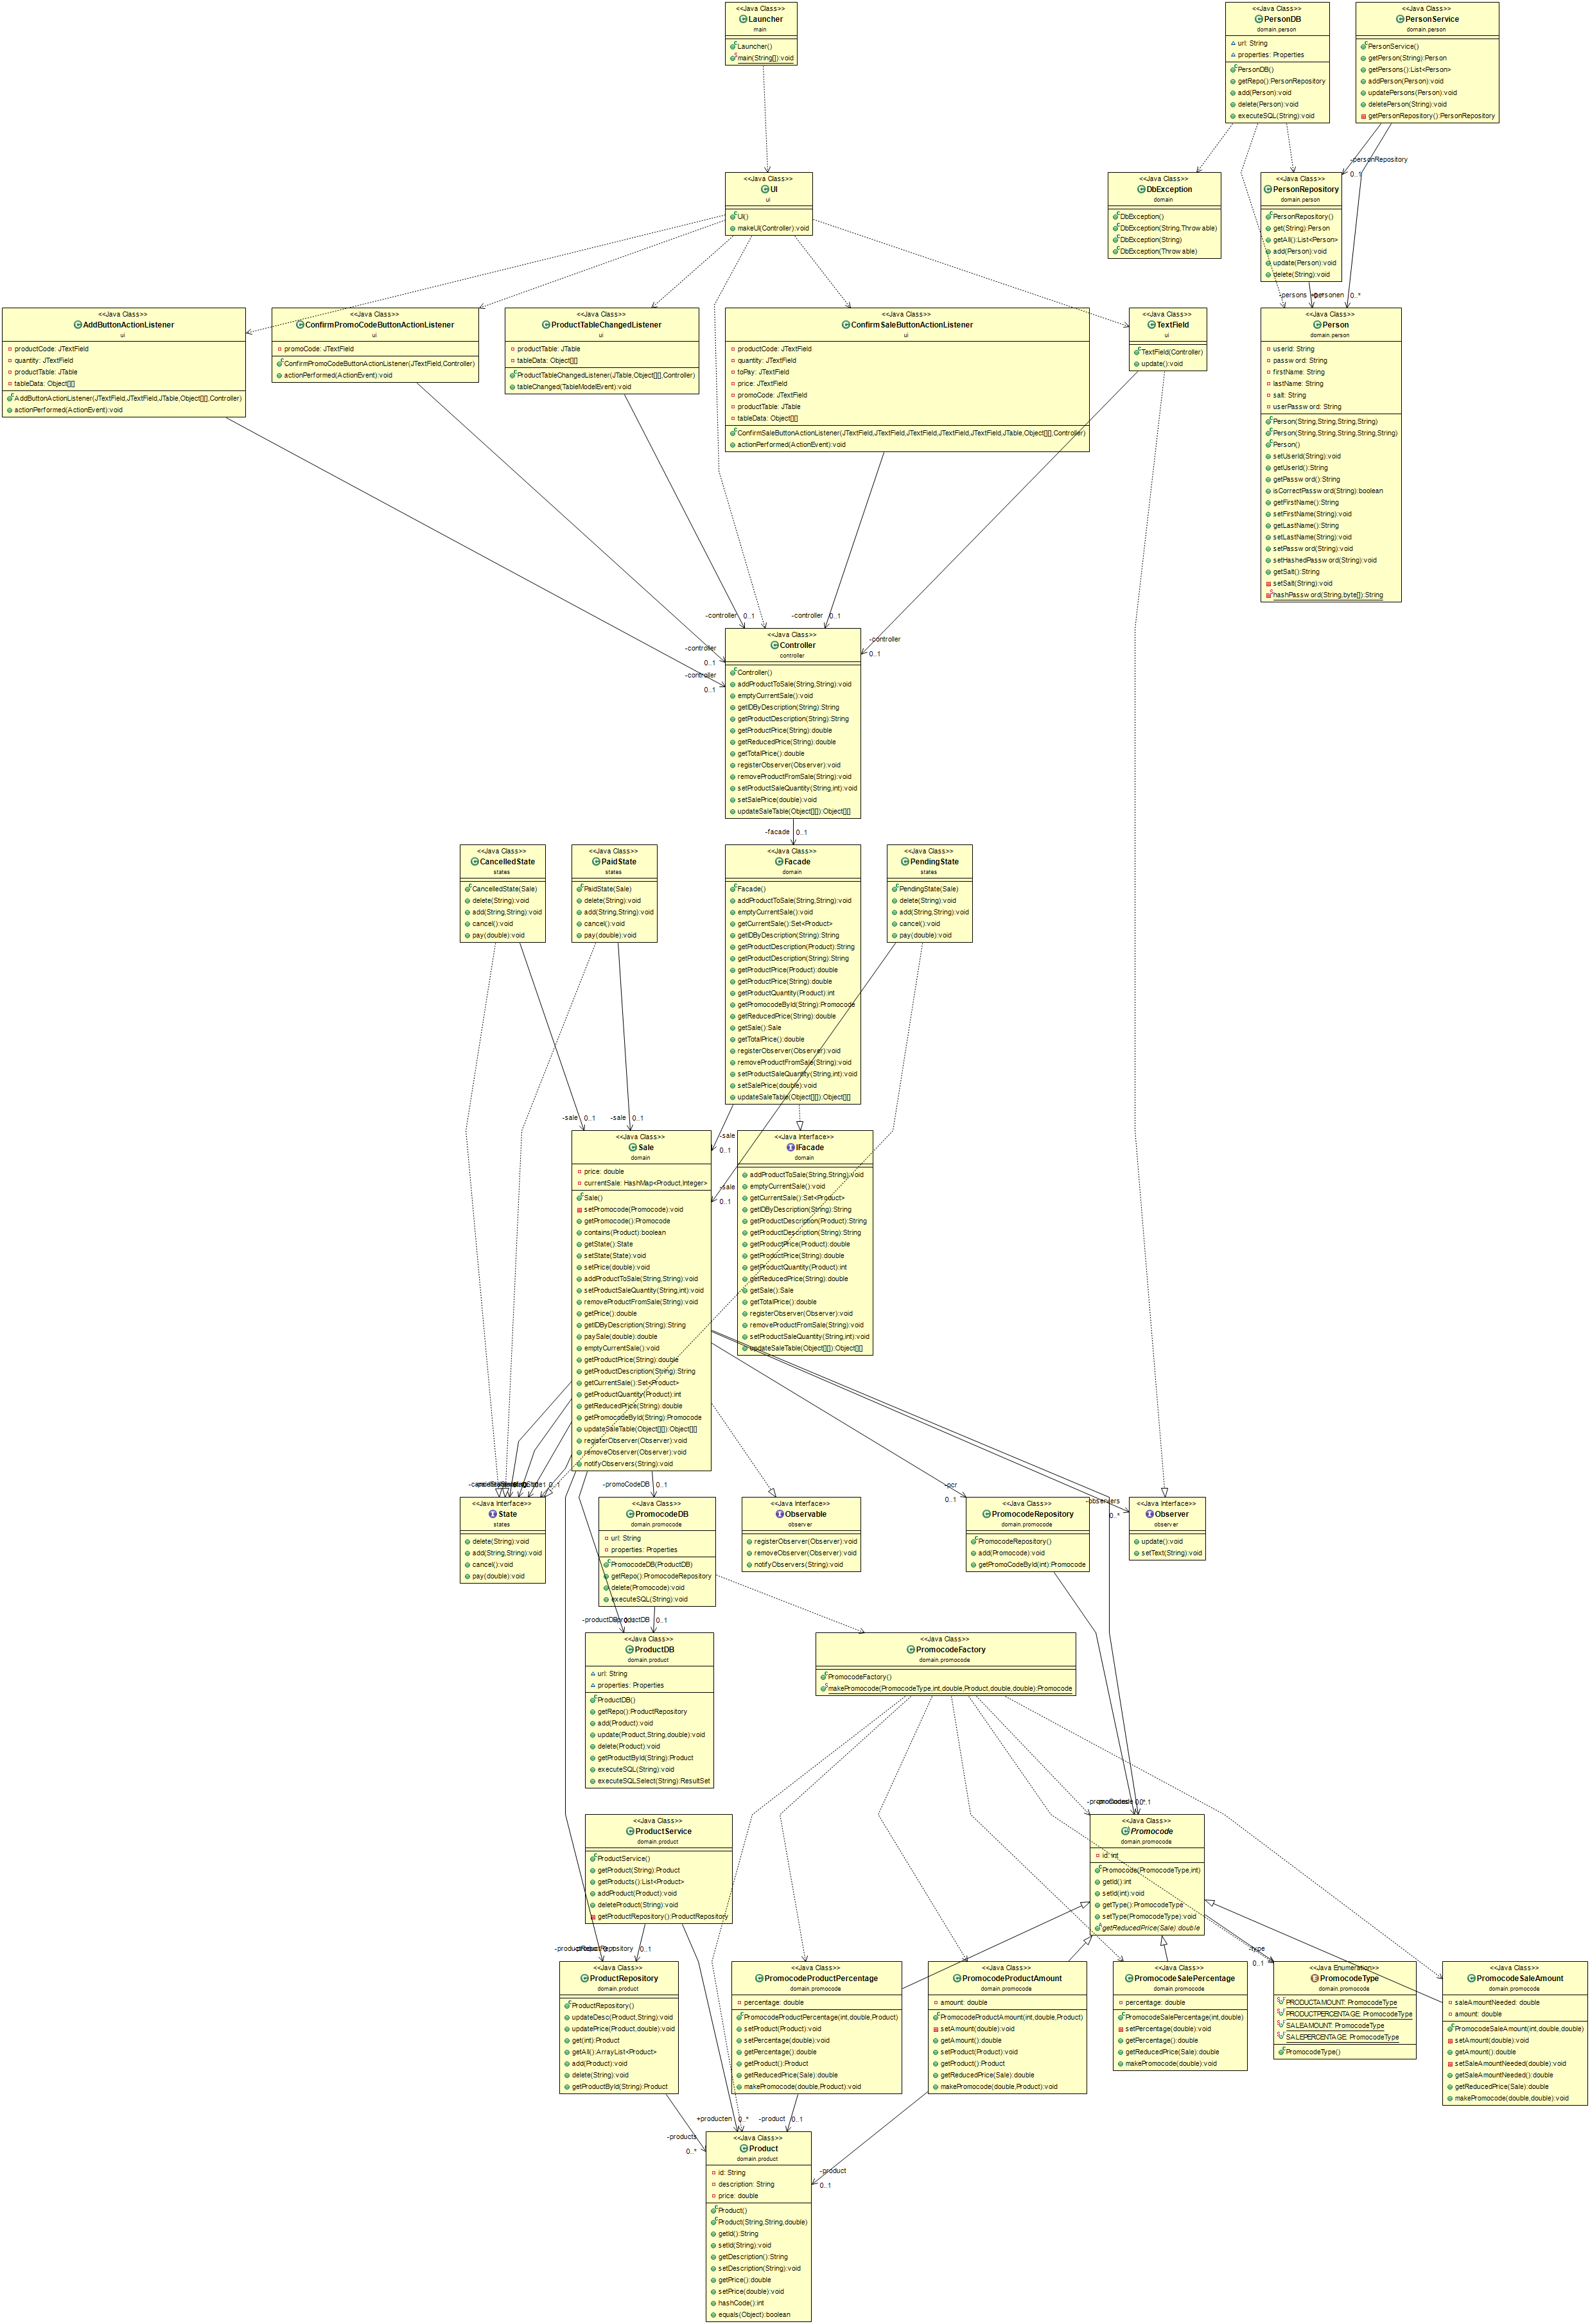 <<Java Class>>
Launcher
main
Launcher()
main(String[]):void
<<Java Class>>
PersonDB
domain.person
url: String
properties: Properties
PersonDB()
getRepo():PersonRepository
add(Person):void
delete(Person):void
executeSQL(String):void
<<Java Class>>
PersonService
domain.person
PersonService()
getPerson(String):Person
getPersons():List<Person>
addPerson(Person):void
updatePersons(Person):void
deletePerson(String):void
getPersonRepository():PersonRepository
-personRepository
0..1
<<Java Class>>
UI
ui
UI()
makeUI(Controller):void
<<Java Class>>
DbException
domain
DbException()
DbException(String,Throwable)
DbException(String)
DbException(Throwable)
<<Java Class>>
PersonRepository
domain.person
PersonRepository()
get(String):Person
getAll():List<Person>
add(Person):void
update(Person):void
delete(String):void
-persons
-personen
0..*
<<Java Class>>
AddButtonActionListener
ui
productCode: JTextField
quantity: JTextField
productTable: JTable
tableData: Object[][]
AddButtonActionListener(JTextField,JTextField,JTable,Object[][],Controller)
actionPerformed(ActionEvent):void
<<Java Class>>
ConfirmPromoCodeButtonActionListener
ui
promoCode: JTextField
ConfirmPromoCodeButtonActionListener(JTextField,Controller)
actionPerformed(ActionEvent):void
<<Java Class>>
ProductTableChangedListener
ui
productTable: JTable
tableData: Object[][]
ProductTableChangedListener(JTable,Object[][],Controller)
tableChanged(TableModelEvent):void
<<Java Class>>
ConfirmSaleButtonActionListener
ui
productCode: JTextField
quantity: JTextField
toPay: JTextField
price: JTextField
promoCode: JTextField
productTable: JTable
tableData: Object[][]
ConfirmSaleButtonActionListener(JTextField,JTextField,JTextField,JTextField,JTextField,JTable,Object[][],Controller)
actionPerformed(ActionEvent):void
<<Java Class>>
TextField
ui
TextField(Controller)
update():void
<<Java Class>>
Person
domain.person
userId: String
password: String
firstName: String
lastName: String
salt: String
userPassword: String
Person(String,String,String,String)
Person(String,String,String,String,String)
Person()
setUserId(String):void
getUserId():String
getPassword():String
isCorrectPassword(String):boolean
getFirstName():String
setFirstName(String):void
getLastName():String
setLastName(String):void
setPassword(String):void
setHashedPassword(String):void
getSalt():String
setSalt(String):void
hashPassword(String,byte[]):String
-controller 0..1
-controller 0..1
-controller
0..1
-controller
0..1
-controller
0..1
<<Java Class>>
Controller
controller
Controller()
addProductToSale(String,String):void
emptyCurrentSale():void
getIDByDescription(String):String
getProductDescription(String):String
getProductPrice(String):double
getReducedPrice(String):double
getTotalPrice():double
registerObserver(Observer):void
removeProductFromSale(String):void
setProductSaleQuantity(String,int):void
setSalePrice(double):void
updateSaleTable(Object[][]):Object[][]
-facade 0..1
<<Java Class>>
CancelledState
states
CancelledState(Sale)
delete(String):void
add(String,String):void
cancel():void
pay(double):void
<<Java Class>>
PaidState
states
PaidState(Sale)
delete(String):void
add(String,String):void
cancel():void
pay(double):void
<<Java Class>>
Facade
domain
Facade()
addProductToSale(String,String):void
emptyCurrentSale():void
getCurrentSale():Set<Product>
getIDByDescription(String):String
getProductDescription(Product):String
getProductDescription(String):String
getProductPrice(Product):double
getProductPrice(String):double
getProductQuantity(Product):int
getPromocodeById(String):Promocode
getReducedPrice(String):double
getSale():Sale
getTotalPrice():double
registerObserver(Observer):void
removeProductFromSale(String):void
setProductSaleQuantity(String,int):void
setSalePrice(double):void
updateSaleTable(Object[][]):Object[][]
<<Java Class>>
PendingState
states
PendingState(Sale)
delete(String):void
add(String,String):void
cancel():void
pay(double):void
-sale 0..1
-sale 0..1
-sale
0..1
-sale
0..1
<<Java Class>>
Sale
domain
price: double
currentSale: HashMap<Product,Integer>
Sale()
setPromocode(Promocode):void
getPromocode():Promocode
contains(Product):boolean
getState():State
setState(State):void
setPrice(double):void
addProductToSale(String,String):void
setProductSaleQuantity(String,int):void
removeProductFromSale(String):void
getPrice():double
getIDByDescription(String):String
paySale(double):double
emptyCurrentSale():void
getProductPrice(String):double
getProductDescription(String):String
getCurrentSale():Set<Product>
getProductQuantity(Product):int
getReducedPrice(String):double
getPromocodeById(String):Promocode
updateSaleTable(Object[][]):Object[][]
registerObserver(Observer):void
removeObserver(Observer):void
notifyObservers(String):void
<<Java Interface>>
IFacade
domain
addProductToSale(String,String):void
emptyCurrentSale():void
getCurrentSale():Set<Product>
getIDByDescription(String):String
getProductDescription(Product):String
getProductDescription(String):String
getProductPrice(Product):double
getProductPrice(String):double
getProductQuantity(Product):int
getReducedPrice(String):double
getSale():Sale
getTotalPrice():double
registerObserver(Observer):void
removeProductFromSale(String):void
setProductSaleQuantity(String,int):void
updateSaleTable(Object[][]):Object[][]
0..1
-promoCodeDB 0..1
-pcr
0..1
-observers
0..*
<<Java Interface>>
State
states
delete(String):void
add(String,String):void
cancel():void
pay(double):void
<<Java Class>>
PromocodeDB
domain.promocode
url: String
properties: Properties
PromocodeDB(ProductDB)
getRepo():PromocodeRepository
delete(Promocode):void
executeSQL(String):void
<<Java Interface>>
Observable
observer
registerObserver(Observer):void
removeObserver(Observer):void
notifyObservers(String):void
<<Java Class>>
PromocodeRepository
domain.promocode
PromocodeRepository()
add(Promocode):void
getPromoCodeById(int):Promocode
<<Java Interface>>
Observer
observer
update():void
setText(String):void
0..1
<<Java Class>>
ProductDB
domain.product
url: String
properties: Properties
ProductDB()
getRepo():ProductRepository
add(Product):void
update(Product,String,double):void
delete(Product):void
getProductById(String):Product
executeSQL(String):void
executeSQLSelect(String):ResultSet
<<Java Class>>
PromocodeFactory
domain.promocode
PromocodeFactory()
makePromocode(PromocodeType,int,double,Product,double,double):Promocode
<<Java Class>>
ProductService
domain.product
ProductService()
getProduct(String):Product
getProducts():List<Product>
addProduct(Product):void
deleteProduct(String):void
getProductRepository():ProductRepository
<<Java Class>>
Promocode
domain.promocode
id: int
Promocode(PromocodeType,int)
getId():int
setId(int):void
getType():PromocodeType
setType(PromocodeType):void
getReducedPrice(Sale):double
0..1
-type
0..1
<<Java Class>>
ProductRepository
domain.product
ProductRepository()
updateDesc(Product,String):void
updatePrice(Product,double):void
get(int):Product
getAll():ArrayList<Product>
add(Product):void
delete(String):void
getProductById(String):Product
<<Java Class>>
PromocodeProductPercentage
domain.promocode
percentage: double
PromocodeProductPercentage(int,double,Product)
setProduct(Product):void
setPercentage(double):void
getPercentage():double
getProduct():Product
getReducedPrice(Sale):double
makePromocode(double,Product):void
<<Java Class>>
PromocodeProductAmount
domain.promocode
amount: double
PromocodeProductAmount(int,double,Product)
setAmount(double):void
getAmount():double
setProduct(Product):void
getProduct():Product
getReducedPrice(Sale):double
makePromocode(double,Product):void
<<Java Class>>
PromocodeSalePercentage
domain.promocode
percentage: double
PromocodeSalePercentage(int,double)
setPercentage(double):void
getPercentage():double
getReducedPrice(Sale):double
makePromocode(double):void
<<Java Enumeration>>
PromocodeType
domain.promocode
PRODUCTAMOUNT: PromocodeType
PRODUCTPERCENTAGE: PromocodeType
SALEAMOUNT: PromocodeType
SALEPERCENTAGE: PromocodeType
PromocodeType()
<<Java Class>>
PromocodeSaleAmount
domain.promocode
saleAmountNeeded: double
amount: double
PromocodeSaleAmount(int,double,double)
setAmount(double):void
getAmount():double
setSaleAmountNeeded(double):void
getSaleAmountNeeded():double
getReducedPrice(Sale):double
makePromocode(double,double):void
+producten 0..*
-product 0..1
-products
0..*
-product
0..1
<<Java Class>>
Product
domain.product
id: String
description: String
price: double
Product()
Product(String,String,double)
getId():String
setId(String):void
getDescription():String
setDescription(String):void
getPrice():double
setPrice(double):void
hashCode():int
equals(Object):boolean